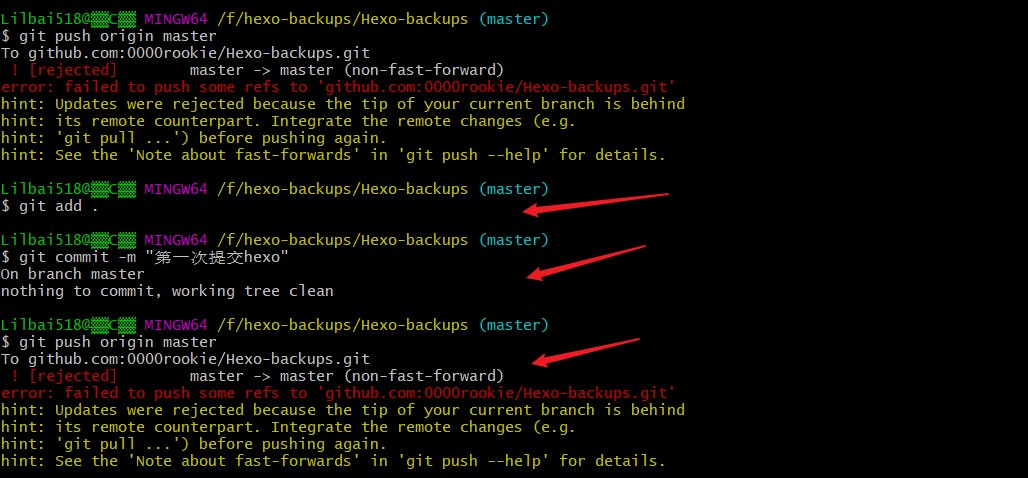 Lilbai518@▒▒C▒▒ MINGW64 /f/hexo-backups/Hexo-backups (master)
$ git push origin master
To github.com:0000rookie/Hexo-backups.git
 ! [rejected]        master -> master (non-fast-forward)
error: failed to push some refs to 'github.com:0000rookie/Hexo-backups.git'
hint: Updates were rejected because the tip of your current branch is behind
hint: its remote counterpart. Integrate the remote changes (e.g.
hint: 'git pull ...') before pushing again.
hint: See the 'Note about fast-forwards' in 'git push --help' for details.
Lilbai518@▒▒C▒▒ MINGW64 /f/hexo-backups/Hexo-backups (master)
$ git add .
Lilbai518@▒▒C▒▒ MINGW64 /f/hexo-backups/Hexo-backups (master)
$ git commit -m "第一次提交hexo"
On branch master
nothing to commit, working tree clean
Lilbai518@▒▒C▒▒ MINGW64 /f/hexo-backups/Hexo-backups (master)
$ git push origin master
To github.com:0000rookie/Hexo-backups.git
 ! [rejected]        master -> master (non-fast-forward)
error: failed to push some refs to 'github.com:0000rookie/Hexo-backups.git'
hint: Updates were rejected because the tip of your current branch is behind
hint: its remote counterpart. Integrate the remote changes (e.g.
hint: 'git pull ...') before pushing again.
hint: See the 'Note about fast-forwards' in 'git push --help' for details.